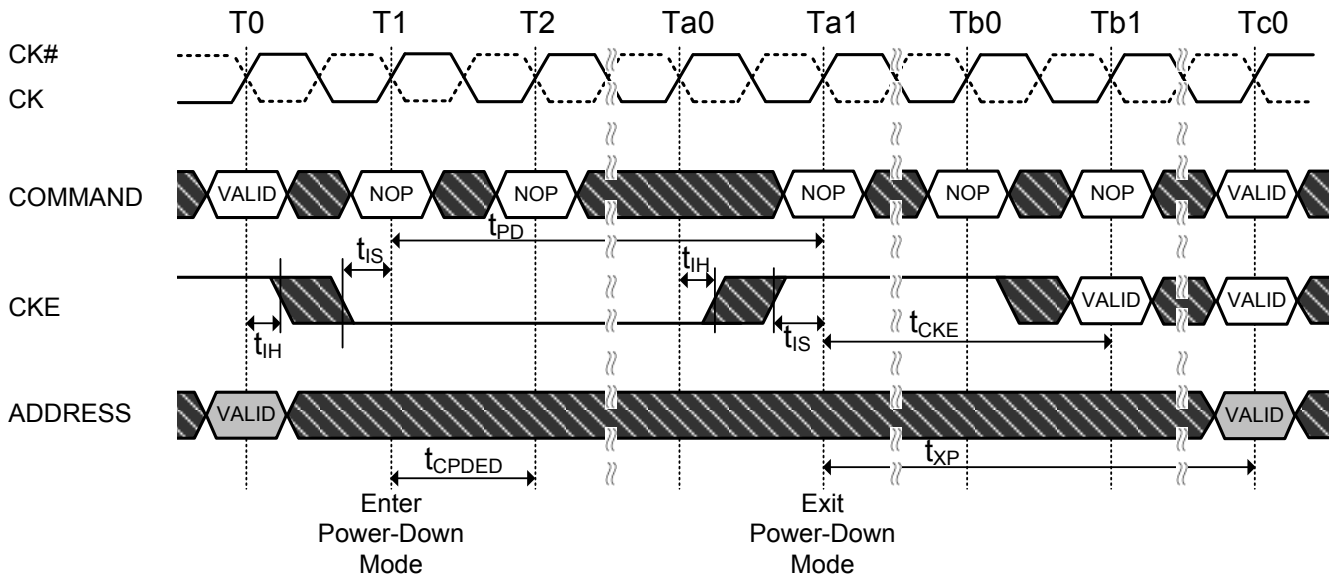 T0 T1 T2 Ta0 Ta1 Tb0 Tb1 Tc0
CK#
CK
COMMAND VALID NOP NOP NOP NOP NOP VALID
tPD
tIS tIH
CKE VALID VALID
tIH tIS tCKE
ADDRESS VALID VALID
tCPDED tXP
Enter
Power-Down
Mode
Exit
Power-Down
Mode